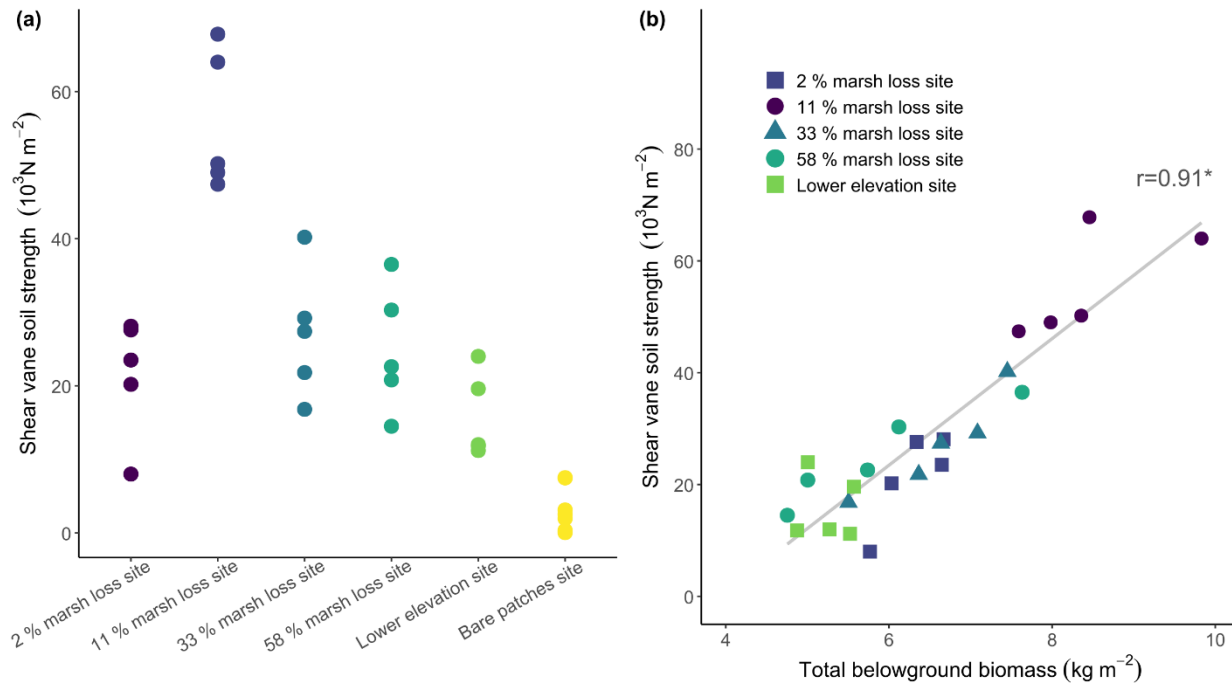 (a)
Shear vane soil strength (10³N m⁻²)
60
40
20
0
2 % marsh loss site
11 % marsh loss site
33 % marsh loss site
58 % marsh loss site
Lower elevation site
Bare patches site
(b)
2 % marsh loss site
11 % marsh loss site
33 % marsh loss site
58 % marsh loss site
Lower elevation site
r=0.91*
Shear vane soil strength (10³N m⁻²)
80
60
40
20
0
4 6 8 10
Total belowground biomass (kg m⁻²)